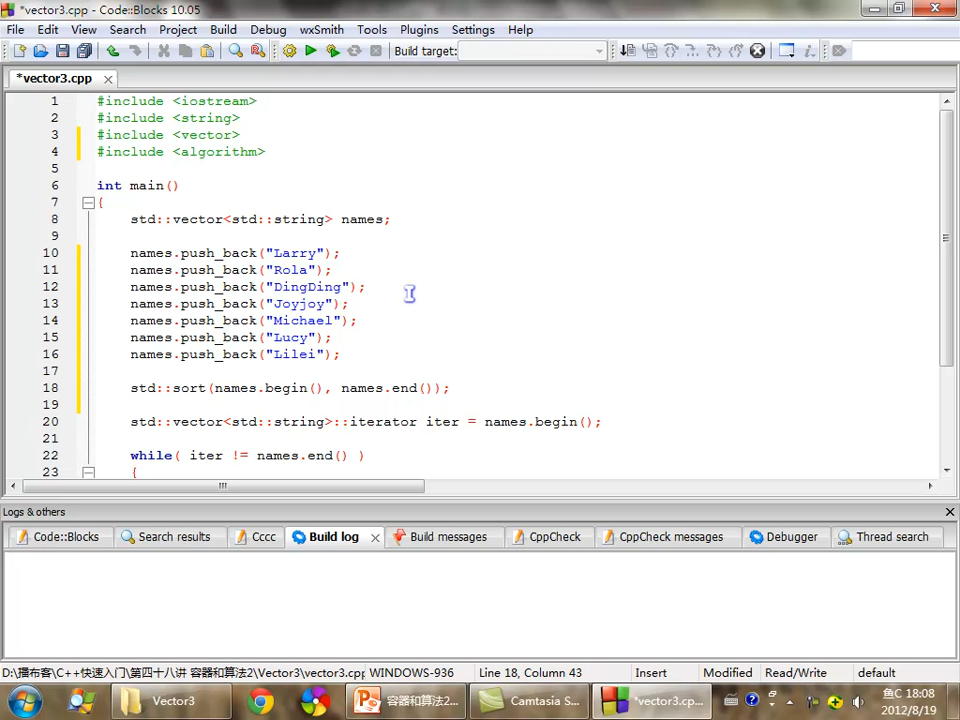 *vector3.cpp - Code::Blocks 10.05
File Edit View Search Project Build Debug wxSmith Tools Plugins Settings Help
Build target:
*vector3.cpp
1 #include <iostream>
2 #include <string>
3 #include <vector>
4 #include <algorithm>
5
6 int main()
7 {
8 std::vector<std::string> names;
9
10 names.push_back("Larry");
11 names.push_back("Rola");
12 names.push_back("DingDing");
13 names.push_back("Joyjoy");
14 names.push_back("Michael");
15 names.push_back("Lucy");
16 names.push_back("Lilei");
17
18 std::sort(names.begin(), names.end());
19
20 std::vector<std::string>::iterator iter = names.begin();
21
22 while( iter != names.end() )
23 {
Logs & others
Code::Blocks Search results Cccc Build log Build messages CppCheck CppCheck messages Debugger Thread search
D:\播布客\C++快速入门\第四十八讲 容器和算法2\Vector3\vector3.cpp WINDOWS-936 Line 18, Column 43 Insert Modified Read/Write default
Vector3 容器和算法2... Camtasia S... *vector3.cp... 鱼C 18:08
2012/8/19